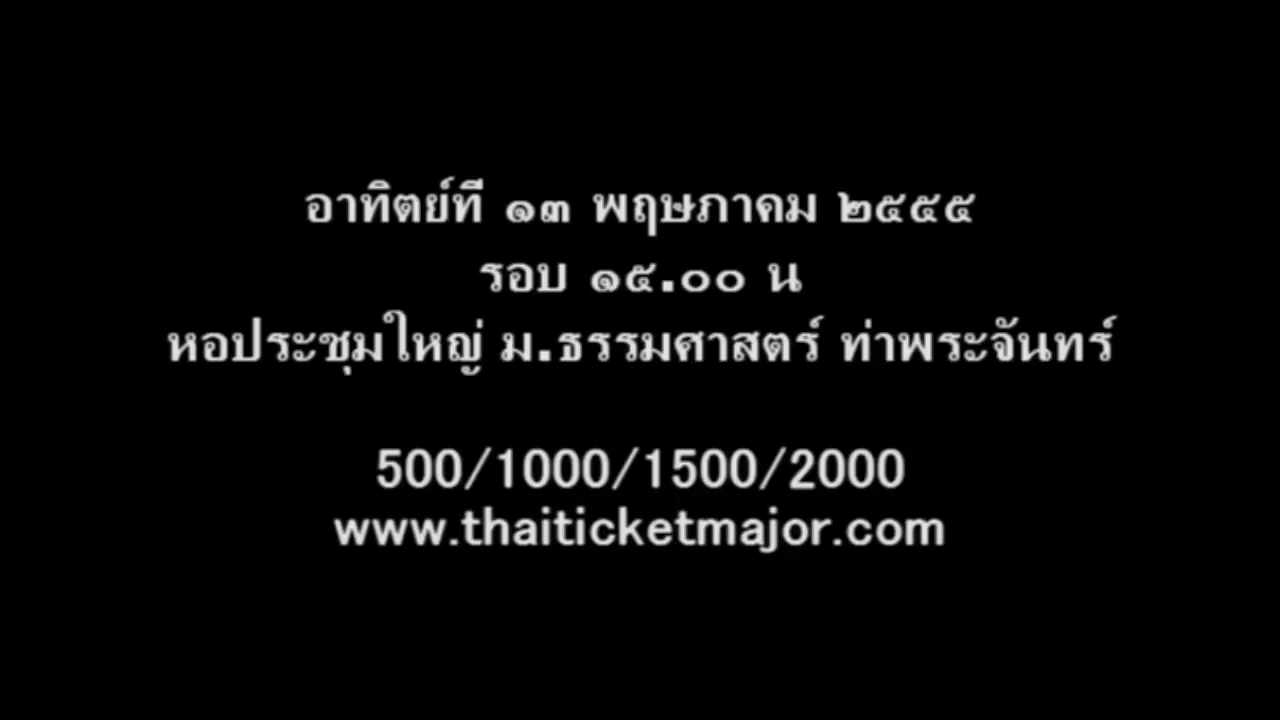 อาทิตย์ที่ ๑๓ พฤษภาคม ๒๕๕๕
รอบ ๑๕.๐๐ น
หอประชุมใหญ่ ม.ธรรมศาสตร์ ท่าพระจันทร์
500/1000/1500/2000
www.thaiticketmajor.com